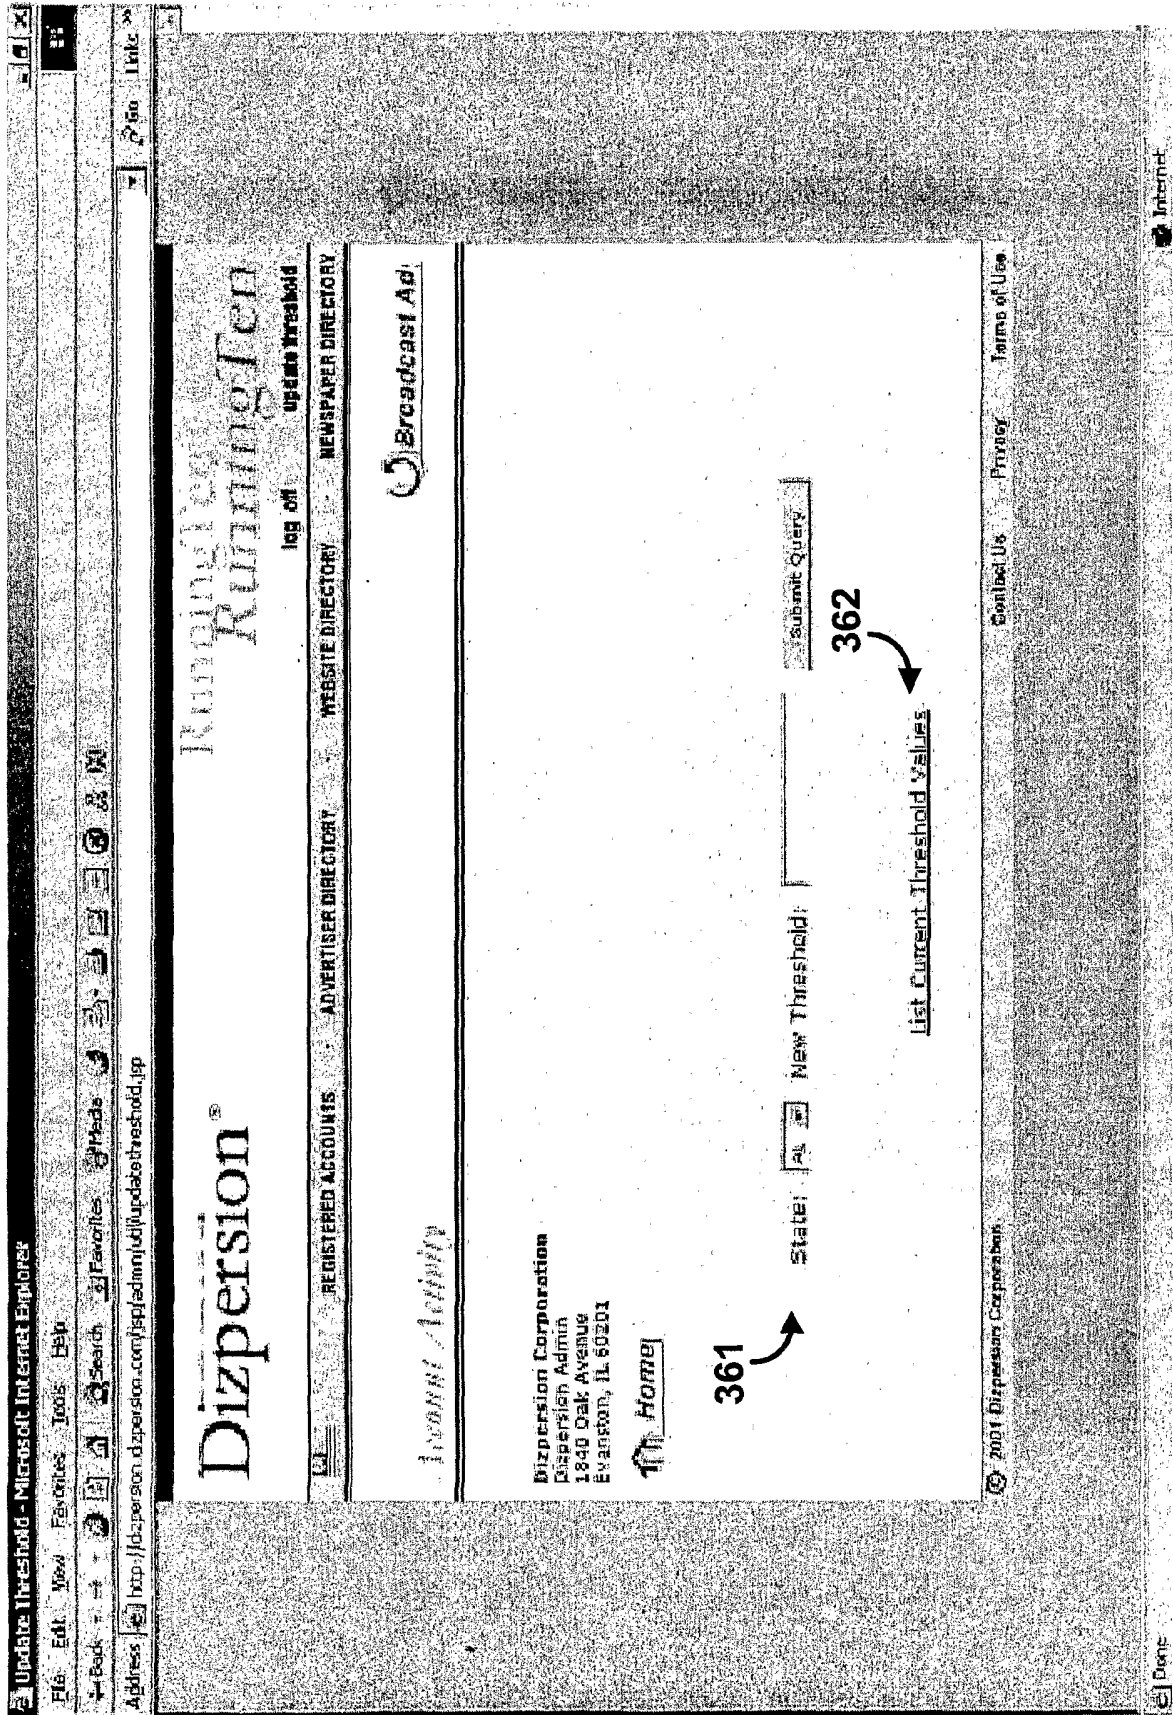 Update Threshold - Microsoft Internet Explorer
File Edit View Favorites Tools Help
Back Search Favorites Media
Address http://dizpersion.dizpersion.com/jsp/admin/util/updatethreshold.jsp Go Links »
Dizpersion®
RunningTen
log off update threshold
REGISTERED ACCOUNTS ADVERTISER DIRECTORY WEBSITE DIRECTORY NEWSPAPER DIRECTORY
Account Activity Broadcast Ad
Dizpersion Corporation
Dizpersion Admin
1840 Oak Avenue
Evanston, IL 60201
Home
361
State: AL New Threshold: Submit Query
362
List Current Threshold Values
© 2001 Dizpersion Corporation Contact Us Privacy Terms of Use
Done Internet